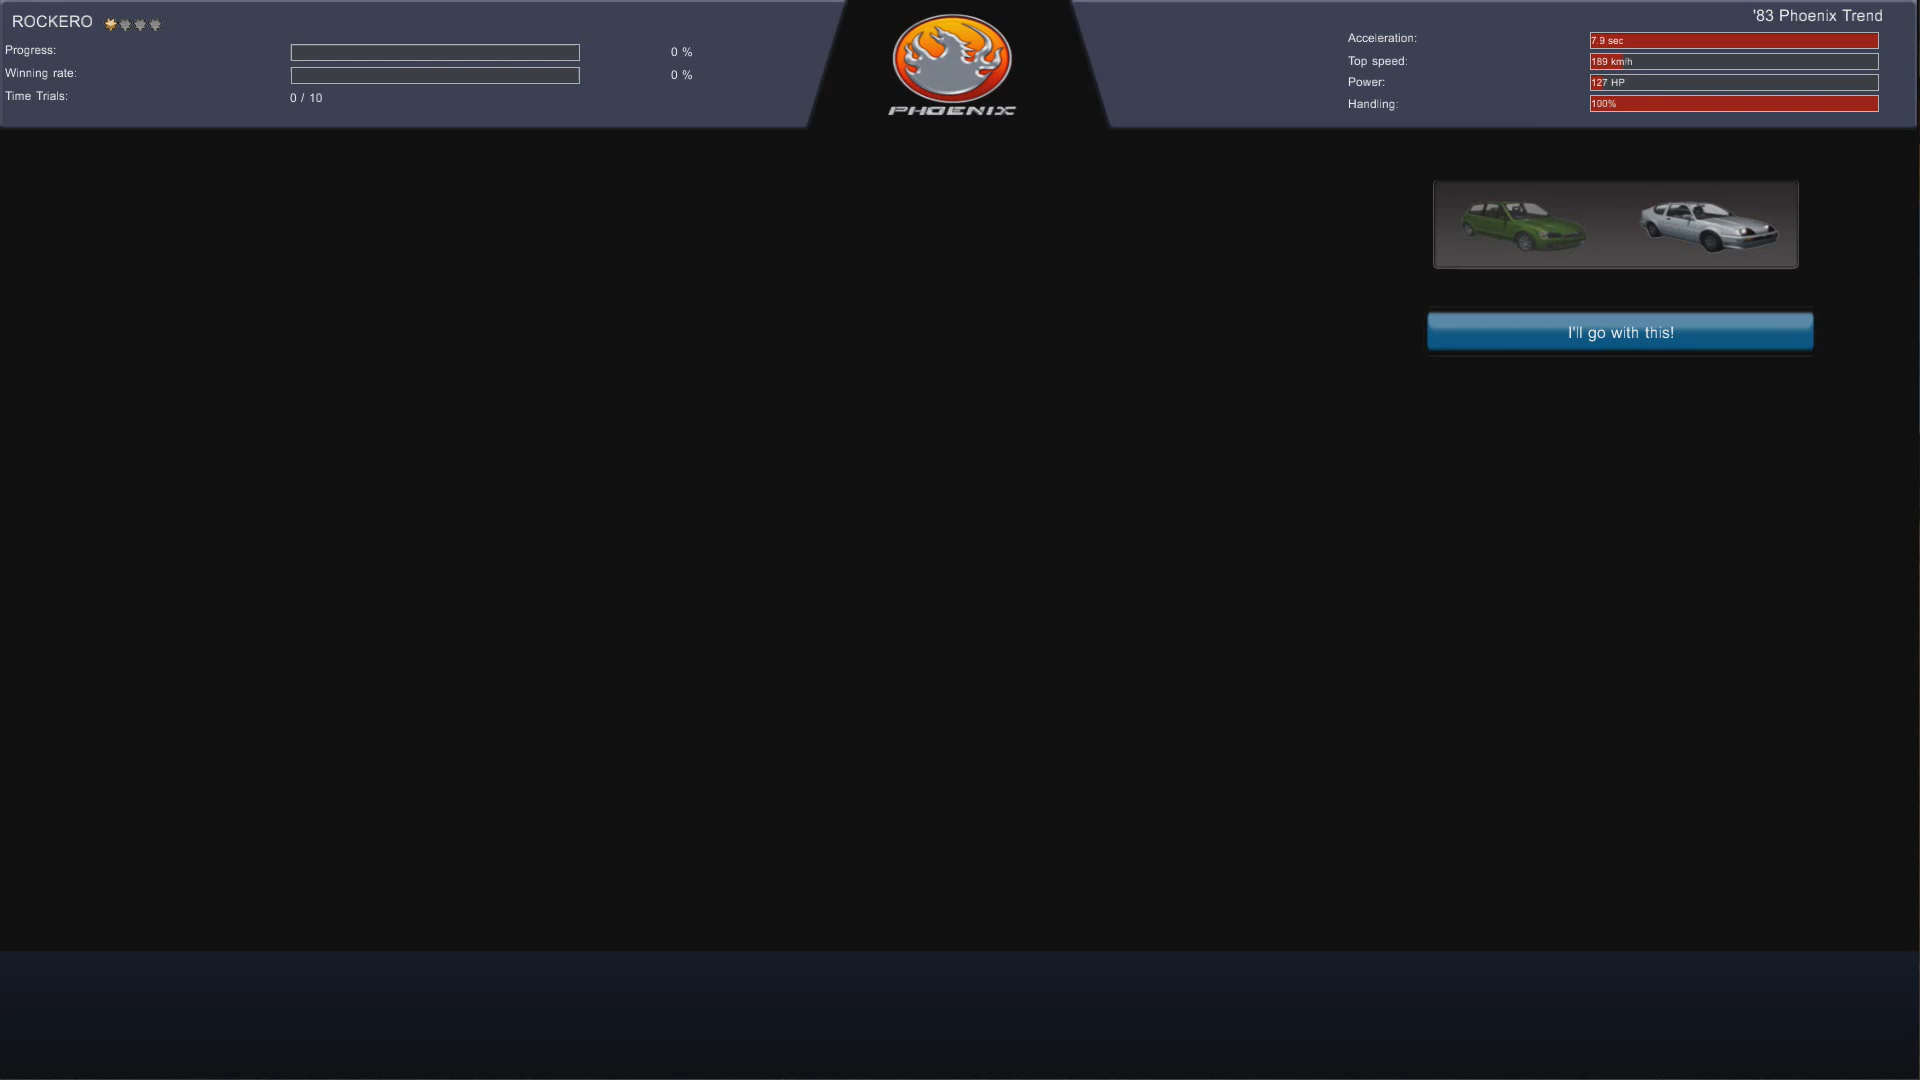 ROCKERO
Progress:
0 %
Winning rate:
0 %
Time Trials:
0 / 10
PHOENIX
'83 Phoenix Trend
Acceleration:
7.9 sec
Top speed:
189 km/h
Power:
127 HP
Handling:
100%
I'll go with this!